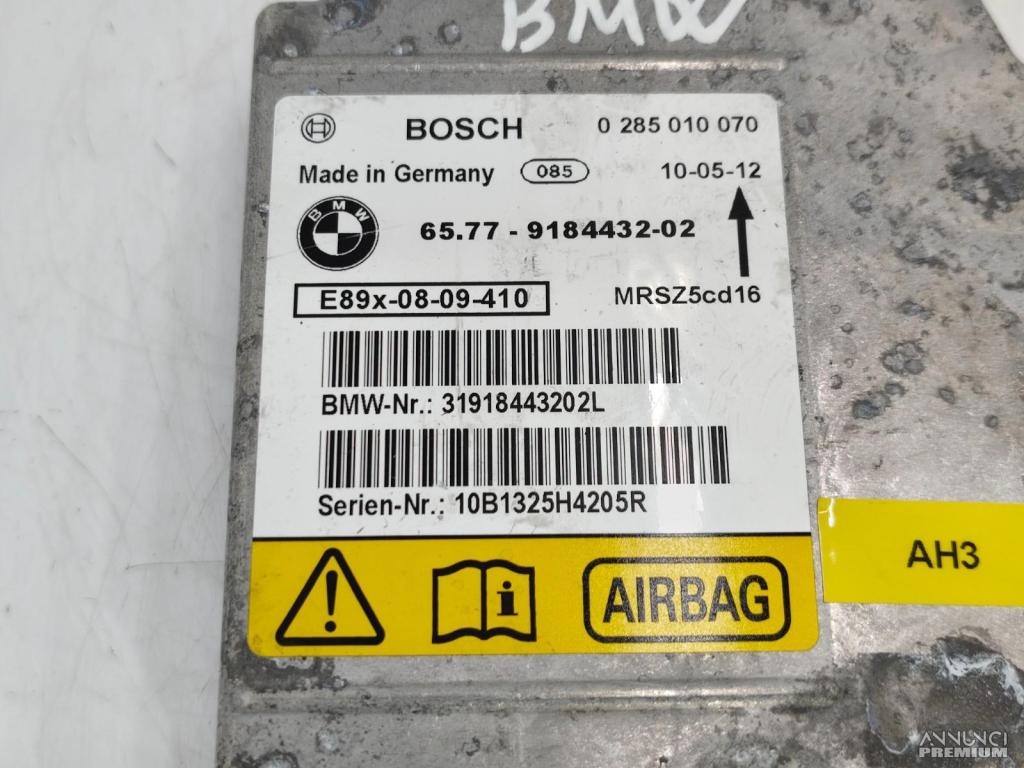 BMW
BOSCH 0 285 010 070
Made in Germany 085 10-05-12
BMW 65.77 - 9184432-02
E89x-08-09-410 MRSZ5cd16
BMW-Nr.: 31918443202L
Serien-Nr.: 10B1325H4205R
AH3
i AIRBAG
ANNUNCI
PREMIUM